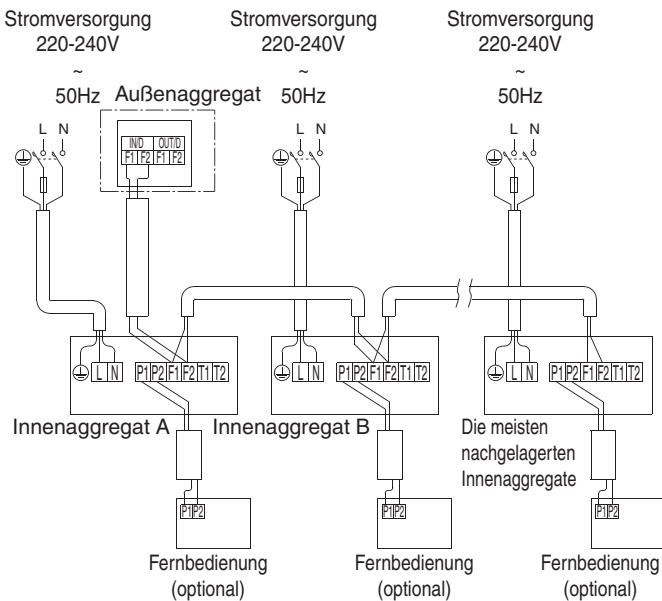 Stromversorgung Stromversorgung Stromversorgung
220-240V 220-240V 220-240V
~ ~ ~
50Hz Außenaggregat 50Hz 50Hz
L N L N L N
IN/D OUT/D
F1 F2 F1 F2
L N P1 P2 F1 F2 T1 T2 L N P1 P2 F1 F2 T1 T2 L N P1 P2 F1 F2 T1 T2
Innenaggregat A Innenaggregat B Die meisten
nachgelagerten
Innenaggregate
P1 P2 P1 P2 P1 P2
Fernbedienung Fernbedienung Fernbedienung
(optional) (optional) (optional)